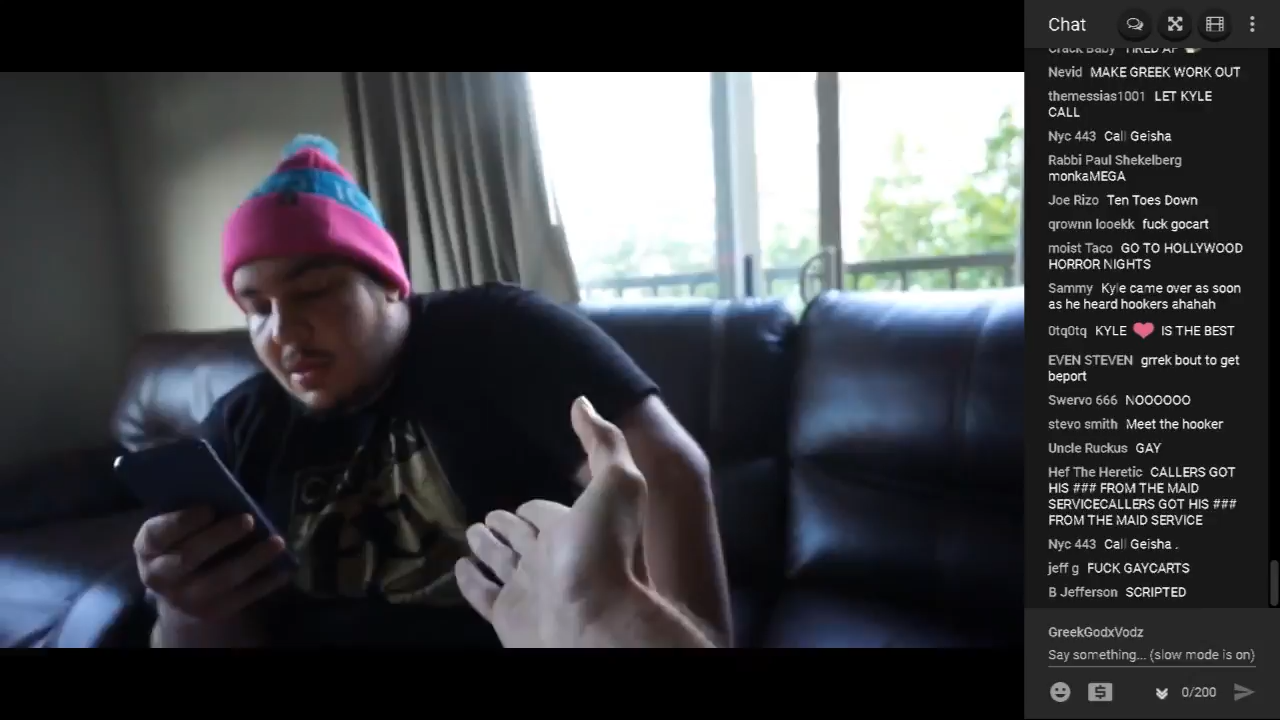 Chat
Crack Baby TIRED AF
Nevid MAKE GREEK WORK OUT
themessias1001 LET KYLE
CALL
Nyc 443 Call Geisha
Rabbi Paul Shekelberg
monkaMEGA
Joe Rizo Ten Toes Down
qrownn looekk fuck gocart
moist Taco GO TO HOLLYWOOD
HORROR NIGHTS
Sammy Kyle came over as soon
as he heard hookers ahahah
0tq0tq KYLE ❤ IS THE BEST
EVEN STEVEN grrek bout to get
beport
Swervo 666 NOOOOOO
stevo smith Meet the hooker
Uncle Ruckus GAY
Hef The Heretic CALLERS GOT
HIS ### FROM THE MAID
SERVICECALLERS GOT HIS ###
FROM THE MAID SERVICE
Nyc 443 Call Geisha .
jeff g FUCK GAYCARTS
B Jefferson SCRIPTED
GreekGodxVodz
Say something... (slow mode is on)
0/200